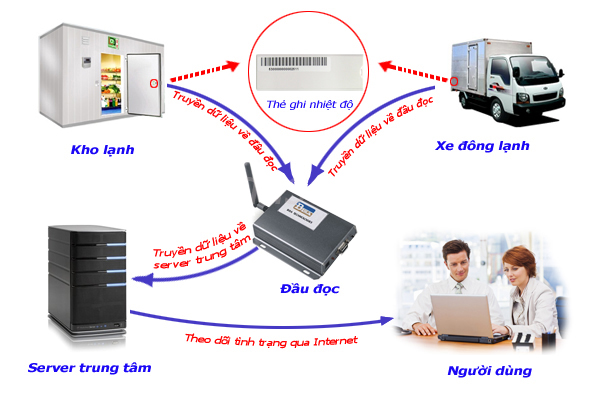 Thẻ ghi nhiệt độ
Truyền dữ liệu về đầu đọc
Truyền dữ liệu về đầu đọc
Kho lạnh
Xe đông lạnh
Truyền dữ liệu về
server trung tâm
Đầu đọc
Theo dõi tình trạng qua Internet
Server trung tâm
Người dùng